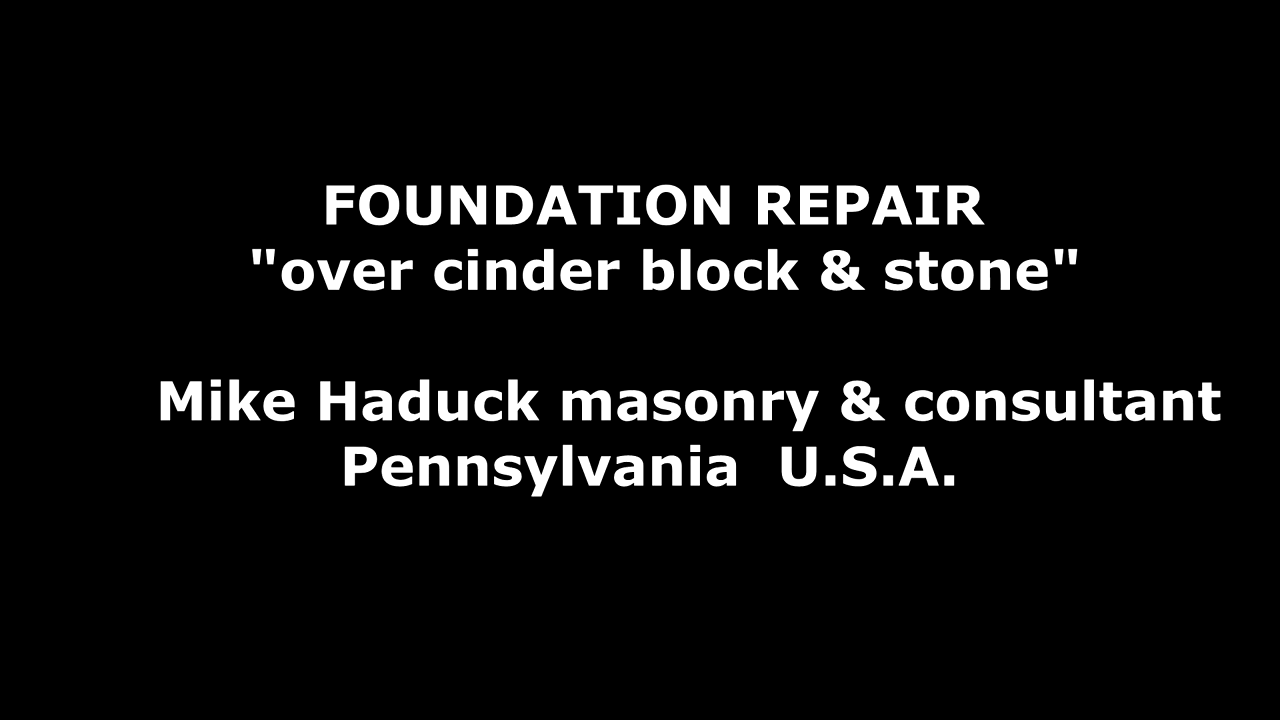 FOUNDATION REPAIR
"over cinder block & stone"
Mike Haduck masonry & consultant
Pennsylvania  U.S.A.